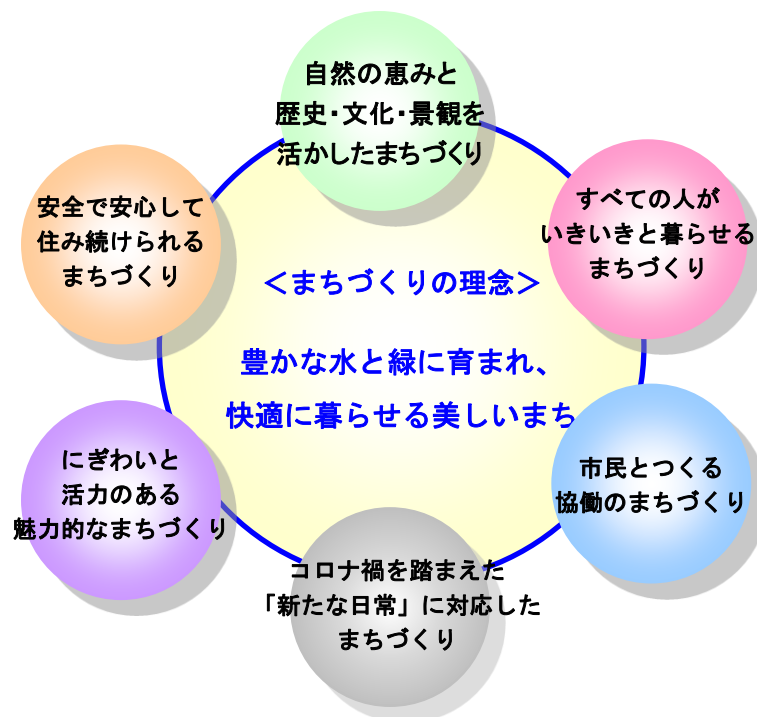 自然の恵みと
歴史・文化・景観を
活かしたまちづくり
すべての人が
いきいきと暮らせる
まちづくり
安全で安心して
住み続けられる
まちづくり
＜まちづくりの理念＞
豊かな水と緑に育まれ、
快適に暮らせる美しいまち
にぎわいと
活力のある
魅力的なまちづくり
市民とつくる
協働のまちづくり
コロナ禍を踏まえた
「新たな日常」に対応した
まちづくり